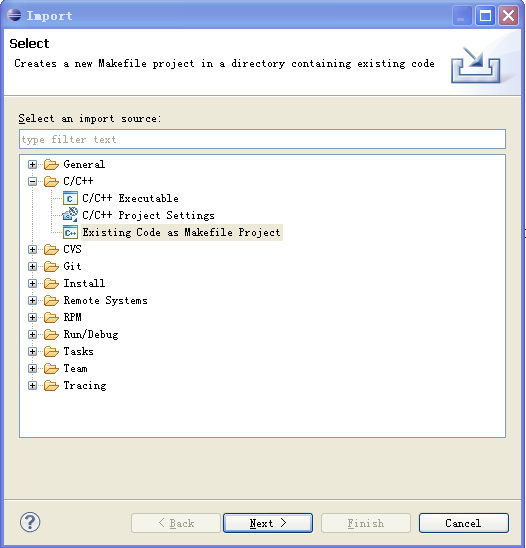 Import
Select
Creates a new Makefile project in a directory containing existing code
Select an import source:
type filter text
General
C/C++
C/C++ Executable
C/C++ Project Settings
Existing Code as Makefile Project
CVS
Git
Install
Remote Systems
RPM
Run/Debug
Tasks
Team
Tracing
? < Back Next > Finish Cancel